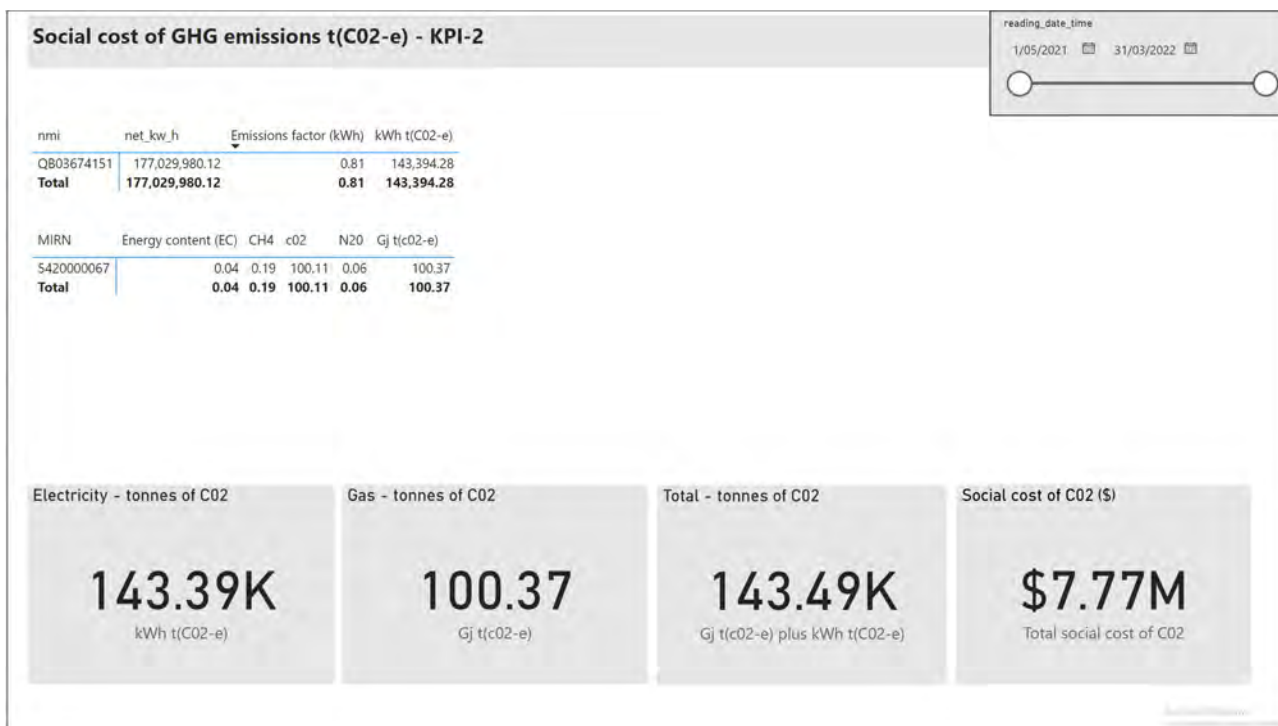 Social cost of GHG emissions t(C02-e) - KPI-2
reading_date_time
1/05/2021 31/03/2022
nmi net_kw_h Emissions factor (kWh) kWh t(C02-e)
QB03674151 177,029,980.12 0.81 143,394.28
Total 177,029,980.12 0.81 143,394.28
MIRN Energy content (EC) CH4 c02 N20 Gj t(c02-e)
5420000067 0.04 0.19 100.11 0.06 100.37
Total 0.04 0.19 100.11 0.06 100.37
Electricity - tonnes of C02 Gas - tonnes of C02 Total - tonnes of C02 Social cost of C02 ($)
143.39K 100.37 143.49K $7.77M
kWh t(C02-e) Gj t(c02-e) Gj t(c02-e) plus kWh t(C02-e) Total social cost of C02